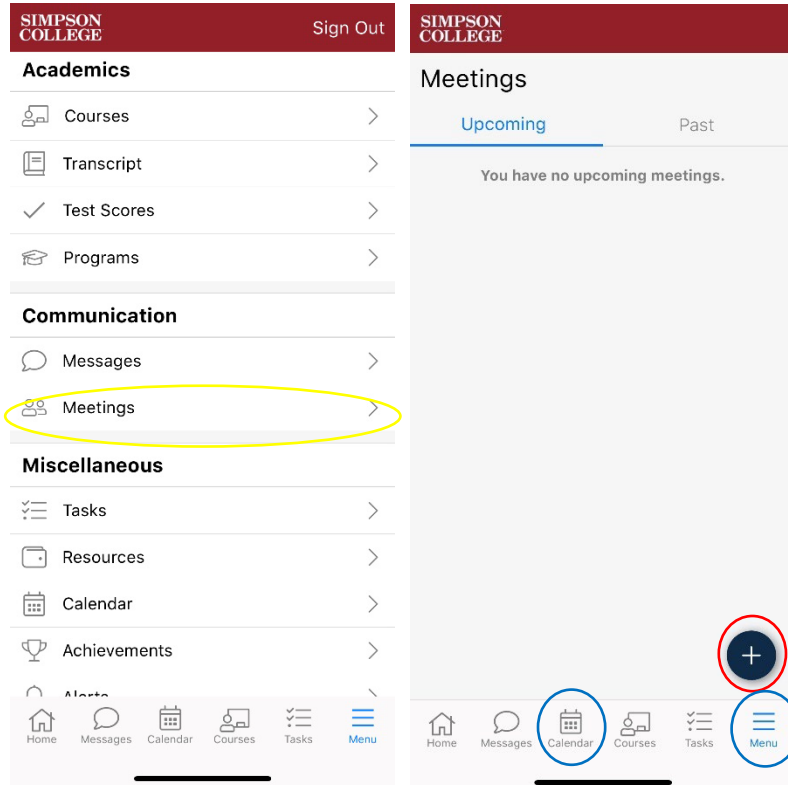 SIMPSON
COLLEGE
Sign Out
Academics
Courses
Transcript
Test Scores
Programs
Communication
Messages
Meetings
Miscellaneous
Tasks
Resources
Calendar
Achievements
Alerts
Home Messages Calendar Courses Tasks Menu
SIMPSON
COLLEGE
Meetings
Upcoming Past
You have no upcoming meetings.
Home Messages Calendar Courses Tasks Menu